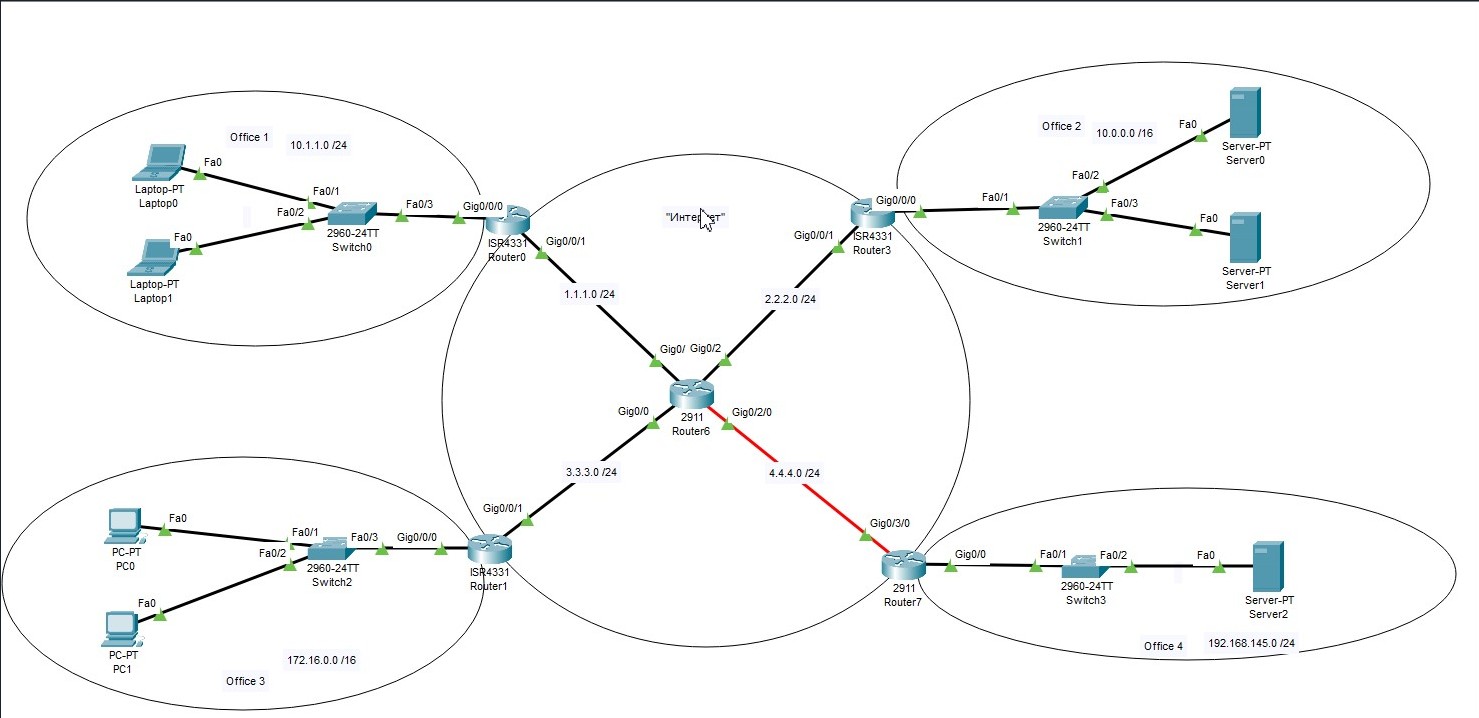 Office 1
10.1.1.0 /24
Fa0
Laptop-PT
Laptop0
Fa0/1
Fa0/2
Fa0
Laptop-PT
Laptop1
2960-24TT
Switch0
Fa0/3
Gig0/0/0
ISR4331
Router0
Gig0/0/1
1.1.1.0 /24
"Интернет"
Office 2
10.0.0.0 /16
Fa0
Server-PT
Server0
Fa0/2
Gig0/0/0
Fa0/1
Fa0/3
Fa0
2960-24TT
Switch1
Server-PT
Server1
Gig0/0/1
ISR4331
Router3
2.2.2.0 /24
Gig0/
Gig0/2
Gig0/0
2911
Router6
Gig0/2/0
3.3.3.0 /24
4.4.4.0 /24
Gig0/0/1
Gig0/3/0
Fa0
PC-PT
PC0
Fa0/1
Fa0/2
Fa0/3
Gig0/0/0
2960-24TT
Switch2
ISR4331
Router1
Fa0
PC-PT
PC1
172.16.0.0 /16
Office 3
2911
Router7
Gig0/0
Fa0/1
Fa0/2
Fa0
2960-24TT
Switch3
Server-PT
Server2
Office 4
192.168.145.0 /24